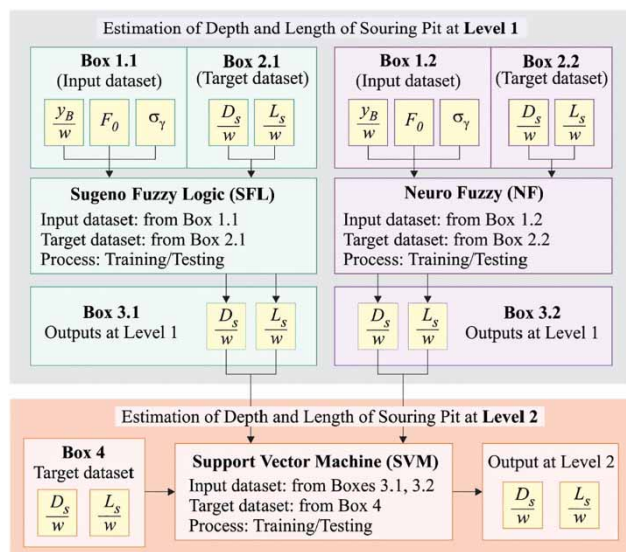 Estimation of Depth and Length of Souring Pit at Level 1
Box 1.1
(Input dataset)
y_B/w F_0 σ_γ
Box 2.1
(Target dataset)
D_s/w L_s/w
Box 1.2
(Input dataset)
y_B/w F_0 σ_γ
Box 2.2
(Target dataset)
D_s/w L_s/w
Sugeno Fuzzy Logic (SFL)
Input dataset: from Box 1.1
Target dataset: from Box 2.1
Process: Training/Testing
Neuro Fuzzy (NF)
Input dataset: from Box 1.2
Target dataset: from Box 2.2
Process: Training/Testing
Box 3.1
Outputs at Level 1
D_s/w L_s/w
D_s/w L_s/w
Box 3.2
Outputs at Level 1
Estimation of Depth and Length of Souring Pit at Level 2
Box 4
Target dataset
D_s/w L_s/w
Support Vector Machine (SVM)
Input dataset: from Boxes 3.1, 3.2
Target dataset: from Box 4
Process: Training/Testing
Output at Level 2
D_s/w L_s/w